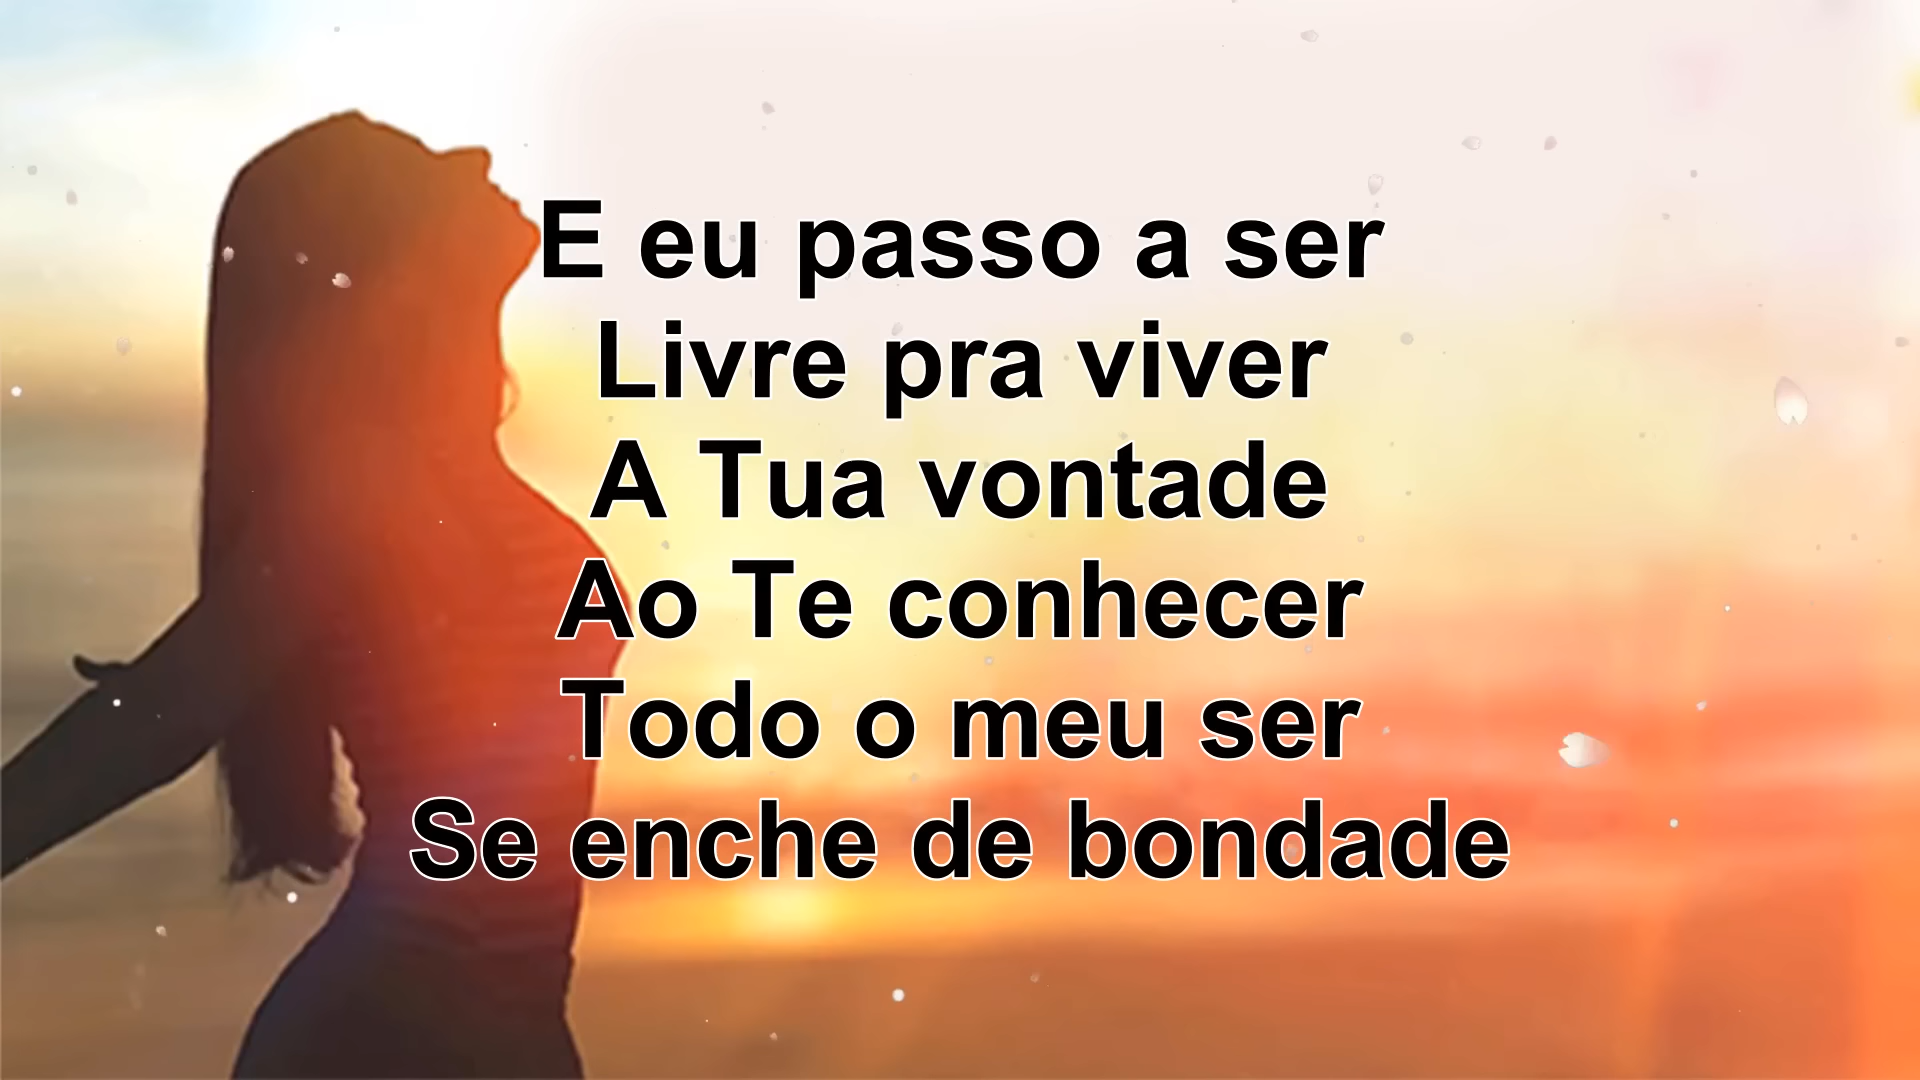 E eu passo a ser
Livre pra viver
A Tua vontade
Ao Te conhecer
Todo o meu ser
Se enche de bondade